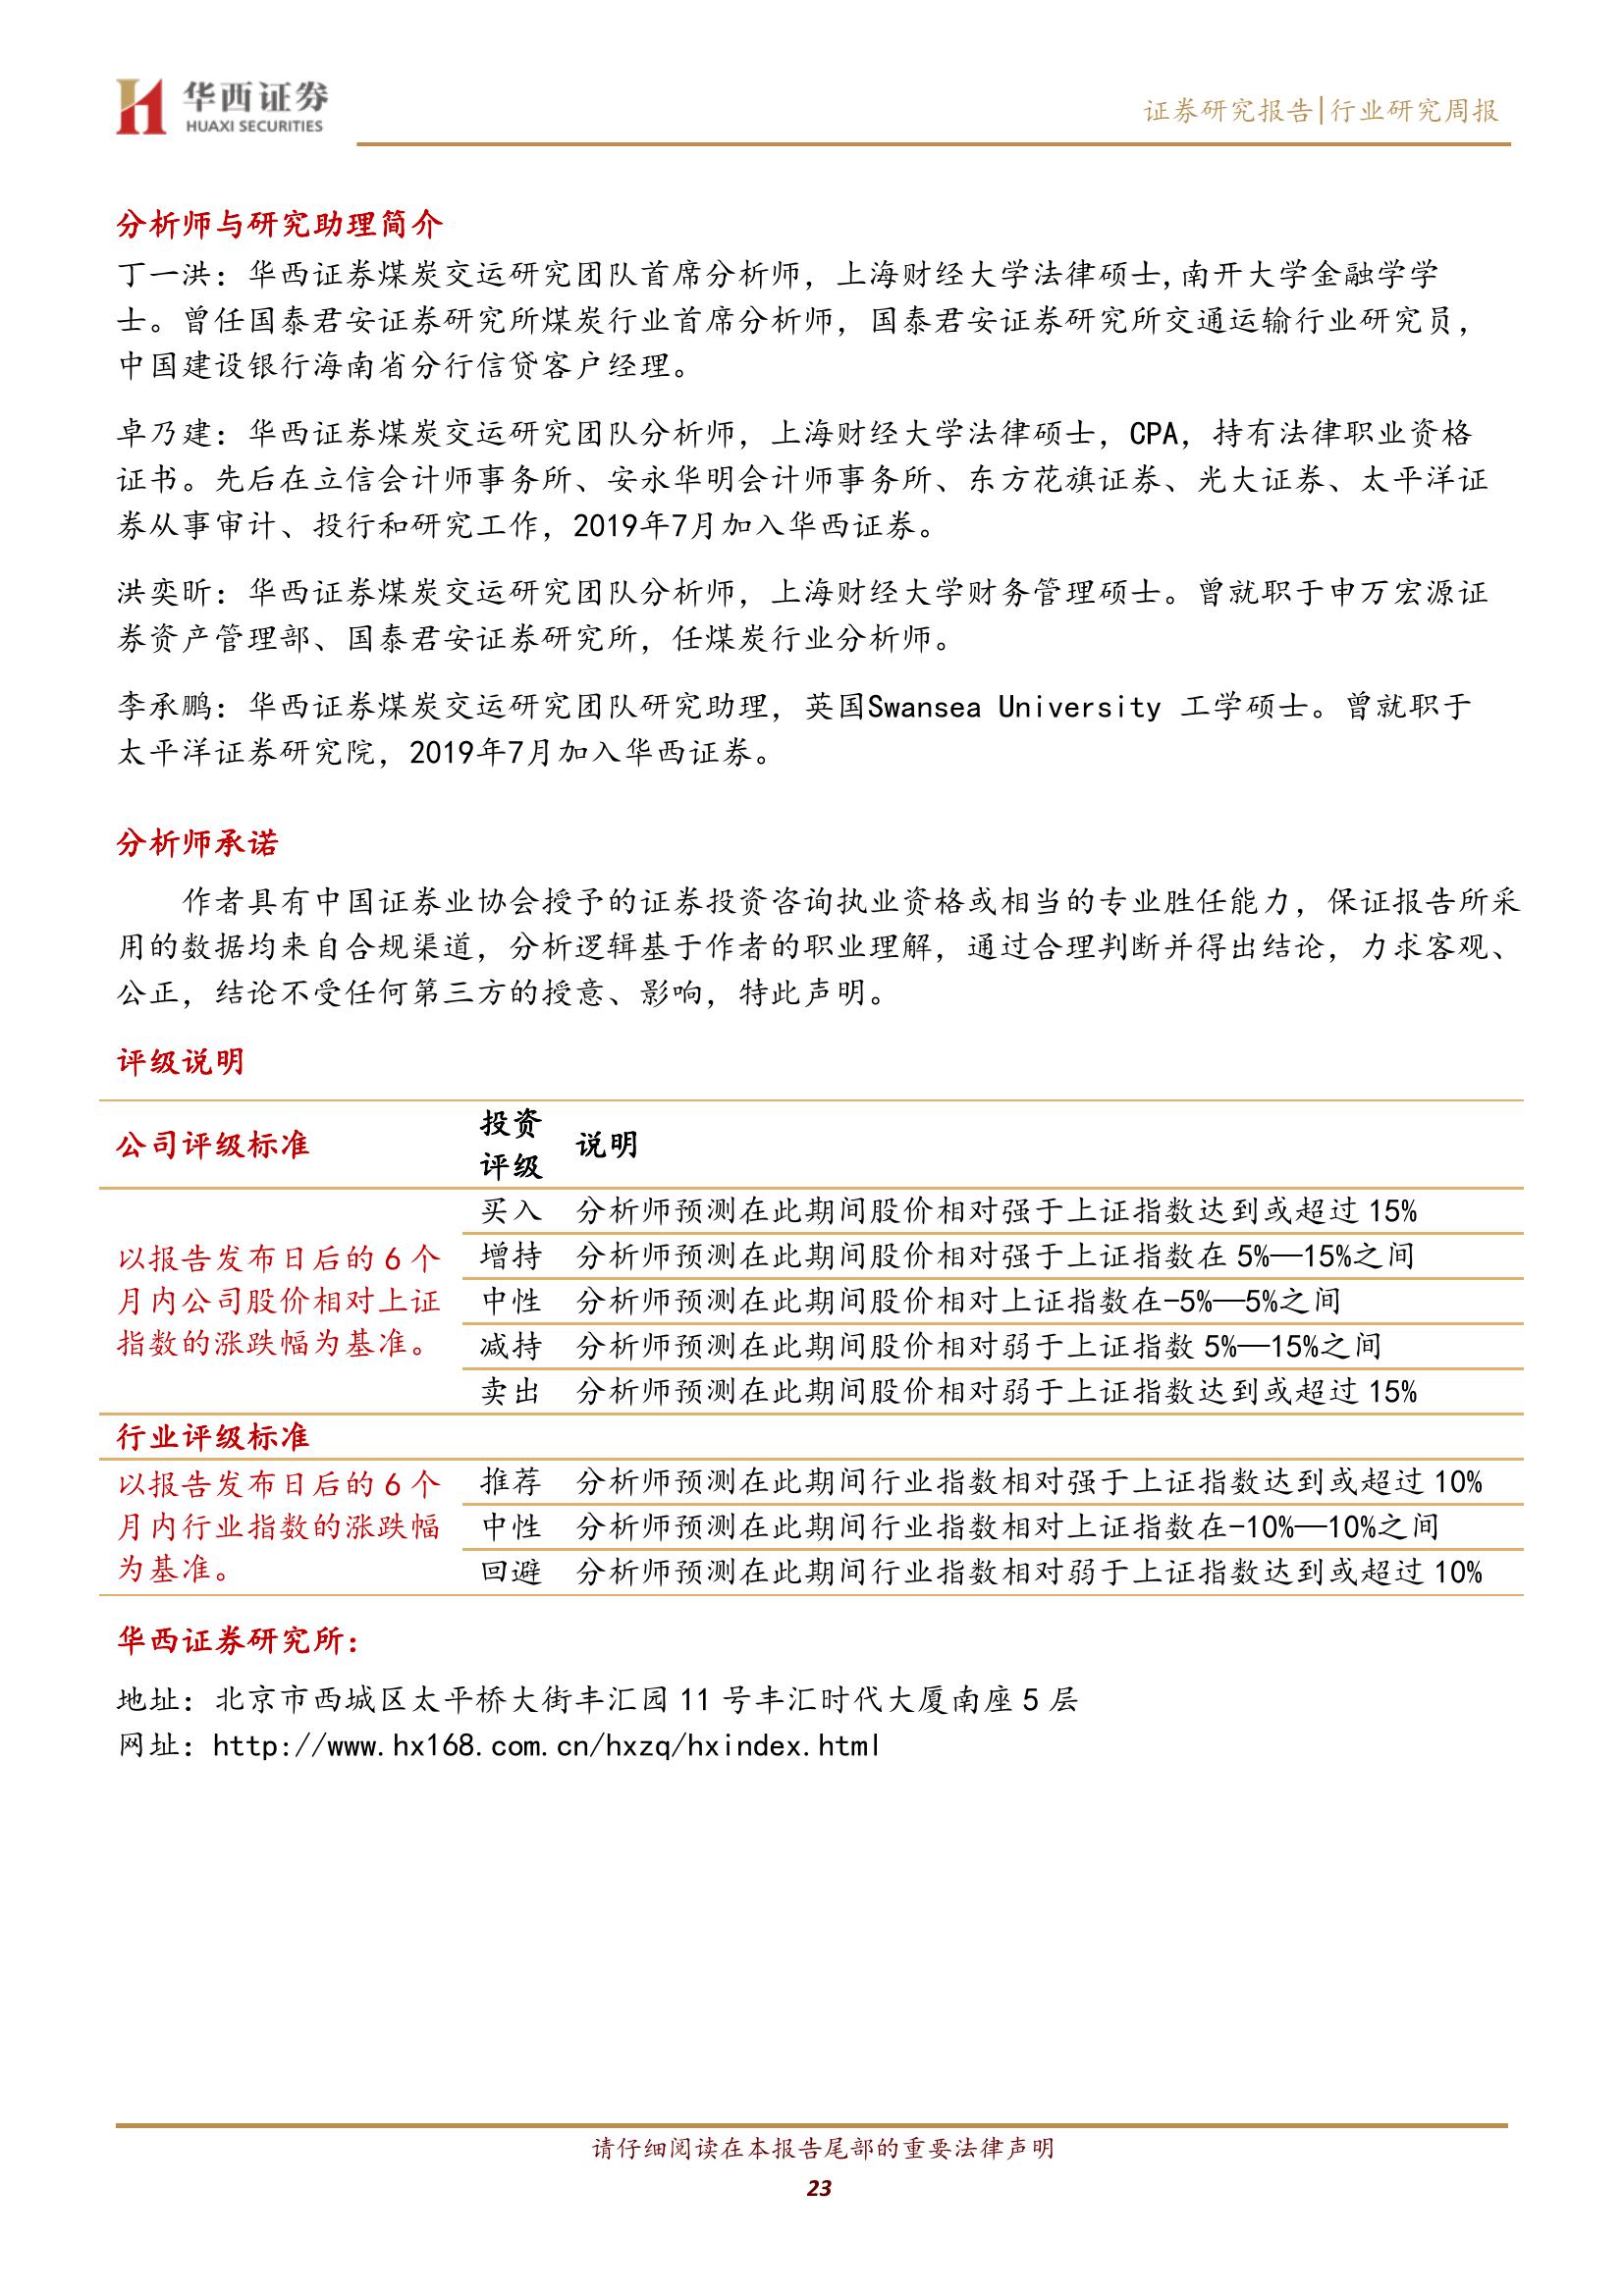 华西证券
HUAXI SECURITIES
证券研究报告|行业研究周报
分析师与研究助理简介
丁一洪：华西证券煤炭交运研究团队首席分析师，上海财经大学法律硕士,南开大学金融学学
士。曾任国泰君安证券研究所煤炭行业首席分析师，国泰君安证券研究所交通运输行业研究员，
中国建设银行海南省分行信贷客户经理。
卓乃建：华西证券煤炭交运研究团队分析师，上海财经大学法律硕士，CPA，持有法律职业资格
证书。先后在立信会计师事务所、安永华明会计师事务所、东方花旗证券、光大证券、太平洋证
券从事审计、投行和研究工作，2019年7月加入华西证券。
洪奕昕：华西证券煤炭交运研究团队分析师，上海财经大学财务管理硕士。曾就职于申万宏源证
券资产管理部、国泰君安证券研究所，任煤炭行业分析师。
李承鹏：华西证券煤炭交运研究团队研究助理，英国Swansea University 工学硕士。曾就职于
太平洋证券研究院，2019年7月加入华西证券。
分析师承诺
作者具有中国证券业协会授予的证券投资咨询执业资格或相当的专业胜任能力，保证报告所采
用的数据均来自合规渠道，分析逻辑基于作者的职业理解，通过合理判断并得出结论，力求客观、
公正，结论不受任何第三方的授意、影响，特此声明。
评级说明
公司评级标准
投资
评级
说明
以报告发布日后的 6 个
月内公司股价相对上证
指数的涨跌幅为基准。
买入 分析师预测在此期间股价相对强于上证指数达到或超过 15%
增持 分析师预测在此期间股价相对强于上证指数在 5%—15%之间
中性 分析师预测在此期间股价相对上证指数在-5%—5%之间
减持 分析师预测在此期间股价相对弱于上证指数 5%—15%之间
卖出 分析师预测在此期间股价相对弱于上证指数达到或超过 15%
行业评级标准
以报告发布日后的 6 个
月内行业指数的涨跌幅
为基准。
推荐 分析师预测在此期间行业指数相对强于上证指数达到或超过 10%
中性 分析师预测在此期间行业指数相对上证指数在-10%—10%之间
回避 分析师预测在此期间行业指数相对弱于上证指数达到或超过 10%
华西证券研究所：
地址：北京市西城区太平桥大街丰汇园 11 号丰汇时代大厦南座 5 层
网址：http://www.hx168.com.cn/hxzq/hxindex.html
请仔细阅读在本报告尾部的重要法律声明
23